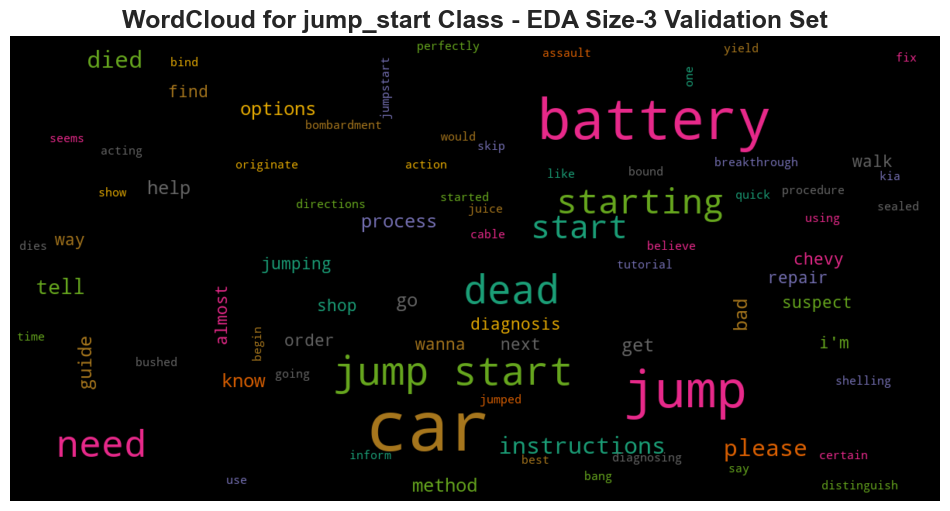 WordCloud for jump_start Class - EDA Size-3 Validation Set
perfectly
assault
yield
died
bind
fix
one
find
jumpstart
options
battery
bombardment
seems
would
skip
acting
originate
action
breakthrough
walk
like
bound
kia
show
help
directions
started
starting
quick
procedure
sealed
juice
using
process
start
dies
way
cable
believe
jumping
tutorial
chevy
repair
tell
almost
shop
go
dead
suspect
bad
diagnosis
time
guide
begin
order
wanna
next
get
i'm
bushed
know
going
jump start
jump
shelling
jumped
car
need
instructions
please
inform
best
diagnosing
certain
say
use
method
bang
distinguish